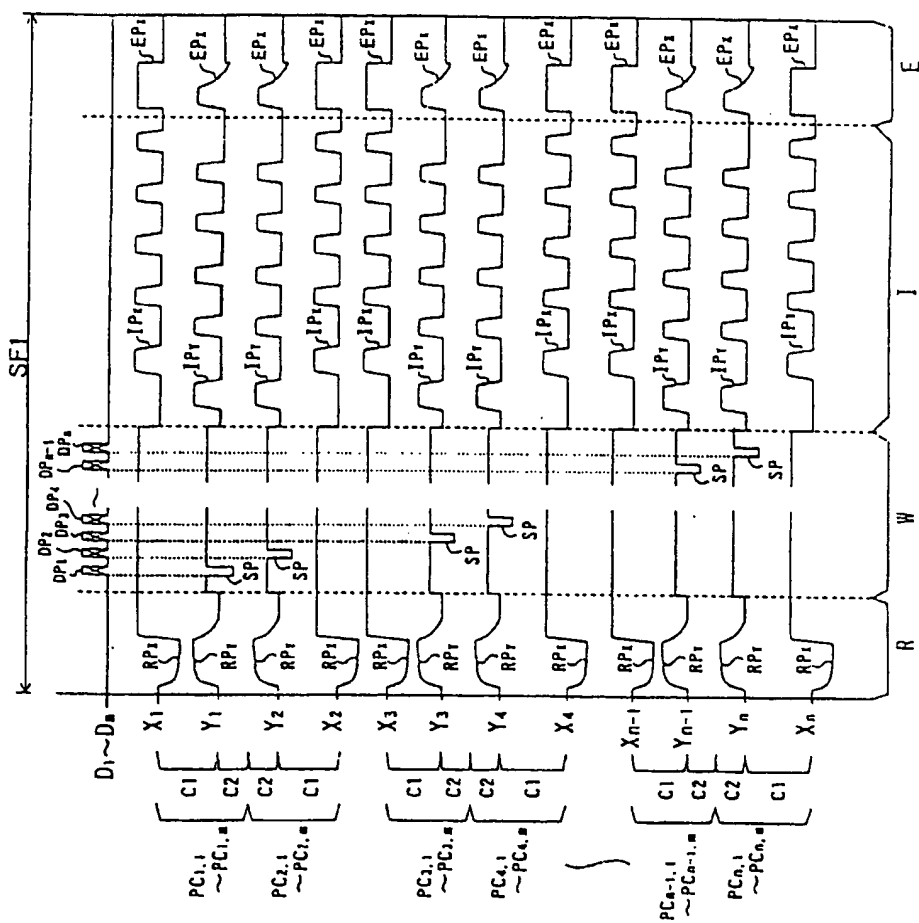 SF1
D1~Dm
DP1
DP2
DP3
DP4
~
DPn-1
DPn
PC1,1
~PC1,m
C1
C2
X1
RPX
IPX
EPX
Y1
RPY
SP
IPY
EPX
PC2,1
~PC2,m
C2
C1
Y2
RPY
SP
IPY
EPX
X2
RPX
IPX
EPX
PC3,1
~PC3,m
C1
C2
X3
RPX
IPX
EPX
Y3
RPY
SP
IPY
EPX
PC4,1
~PC4,m
C2
C1
Y4
RPY
SP
IPY
EPX
X4
RPX
IPX
EPX
PCn-1,1
~PCn-1,m
C1
C2
Xn-1
RPX
IPX
EPX
Yn-1
RPY
SP
IPY
EPX
PCn,1
~PCn,m
C2
C1
Yn
RPY
SP
IPY
EPX
Xn
RPX
IPX
EPX
R
W
I
E